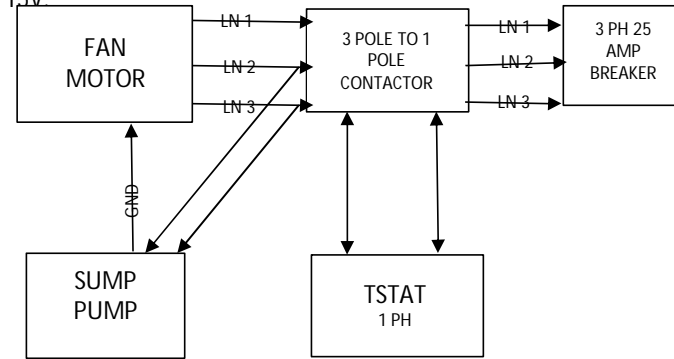 FAN
MOTOR
LN 1
LN 2
LN 3
3 POLE TO 1
POLE
CONTACTOR
LN 1
LN 2
LN 3
3 PH 25
AMP
BREAKER
GND
SUMP
PUMP
TSTAT
1 PH